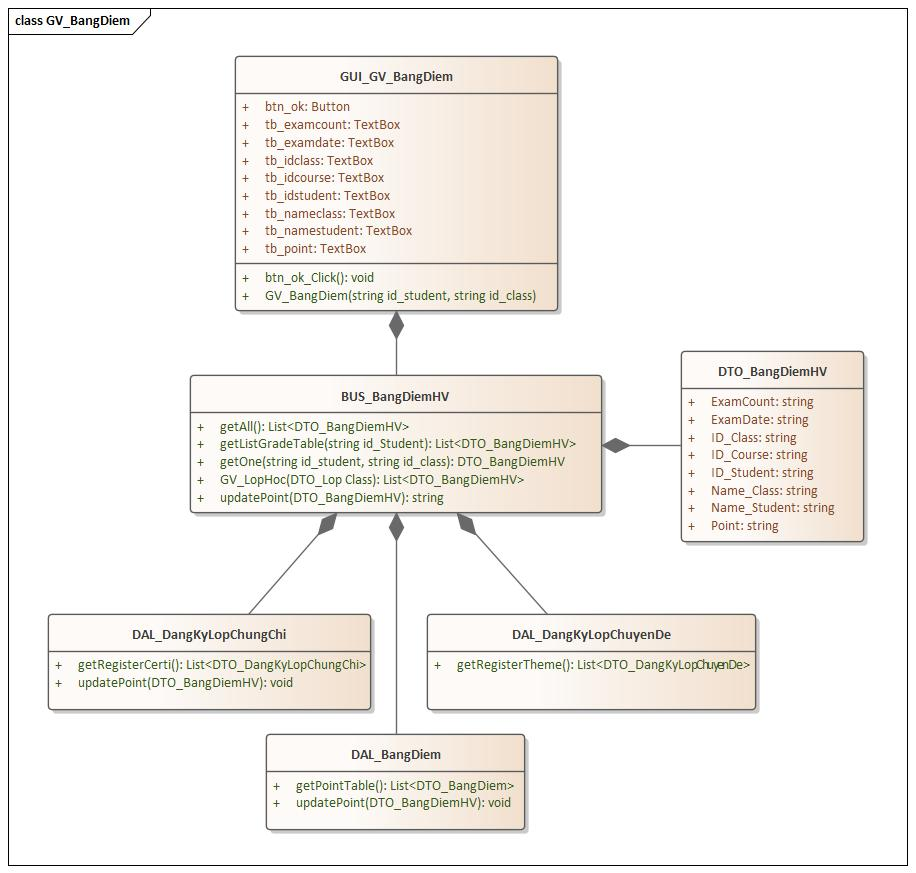 class GV_BangDiem
GUI_GV_BangDiem
+ btn_ok: Button
+ tb_examcount: TextBox
+ tb_examdate: TextBox
+ tb_idclass: TextBox
+ tb_idcourse: TextBox
+ tb_idstudent: TextBox
+ tb_nameclass: TextBox
+ tb_namestudent: TextBox
+ tb_point: TextBox
+ btn_ok_Click(): void
+ GV_BangDiem(string id_student, string id_class)
BUS_BangDiemHV
+ getAll(): List<DTO_BangDiemHV>
+ getListGradeTable(string id_Student): List<DTO_BangDiemHV>
+ getOne(string id_student, string id_class): DTO_BangDiemHV
+ GV_LopHoc(DTO_Lop Class): List<DTO_BangDiemHV>
+ updatePoint(DTO_BangDiemHV): string
DTO_BangDiemHV
+ ExamCount: string
+ ExamDate: string
+ ID_Class: string
+ ID_Course: string
+ ID_Student: string
+ Name_Class: string
+ Name_Student: string
+ Point: string
DAL_DangKyLopChungChi
+ getRegisterCerti(): List<DTO_DangKyLopChungChi>
+ updatePoint(DTO_BangDiemHV): void
DAL_DangKyLopChuyenDe
+ getRegisterTheme(): List<DTO_DangKyLopChuyenDe>
DAL_BangDiem
+ getPointTable(): List<DTO_BangDiem>
+ updatePoint(DTO_BangDiemHV): void